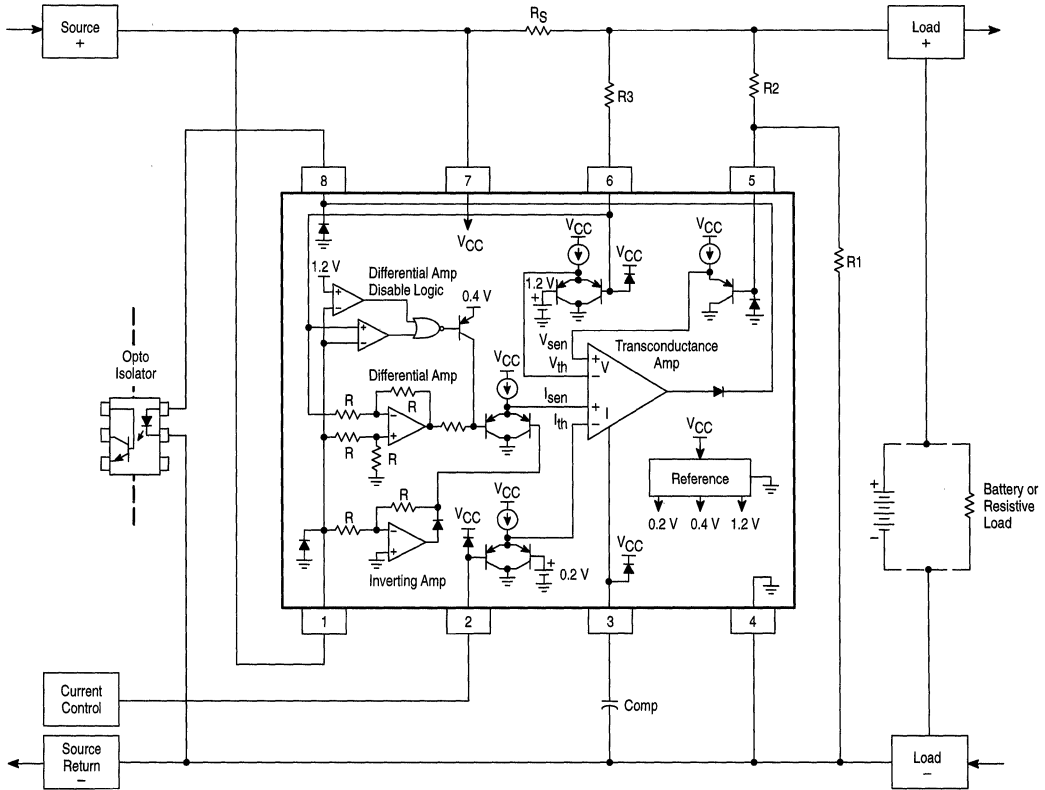 Source
+
RS
Load
+
R3
R2
8
7
6
5
VCC
1.2 V
Differential Amp
Disable Logic
0.4 V
VCC
1.2 V
VCC
VCC
R1
Opto
Isolator
Vsen
Vth
Transconductance
Amp
V
Differential Amp
VCC
Isen
Ith
I
R
R
R
R
VCC
Reference
0.2 V
0.4 V
1.2 V
Battery or
Resistive
Load
R
R
VCC
VCC
VCC
Inverting Amp
0.2 V
1
2
3
4
Current
Control
Comp
Source
Return
–
Load
–